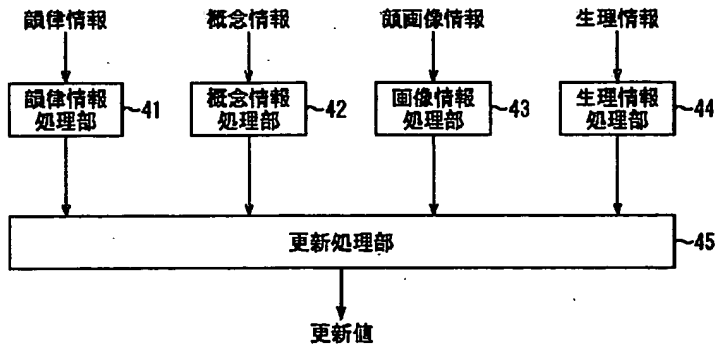 韻律情報 概念情報 顔画像情報 生理情報
韻律情報 処理部 41
概念情報 処理部 42
画像情報 処理部 43
生理情報 処理部 44
更新処理部 45
更新値